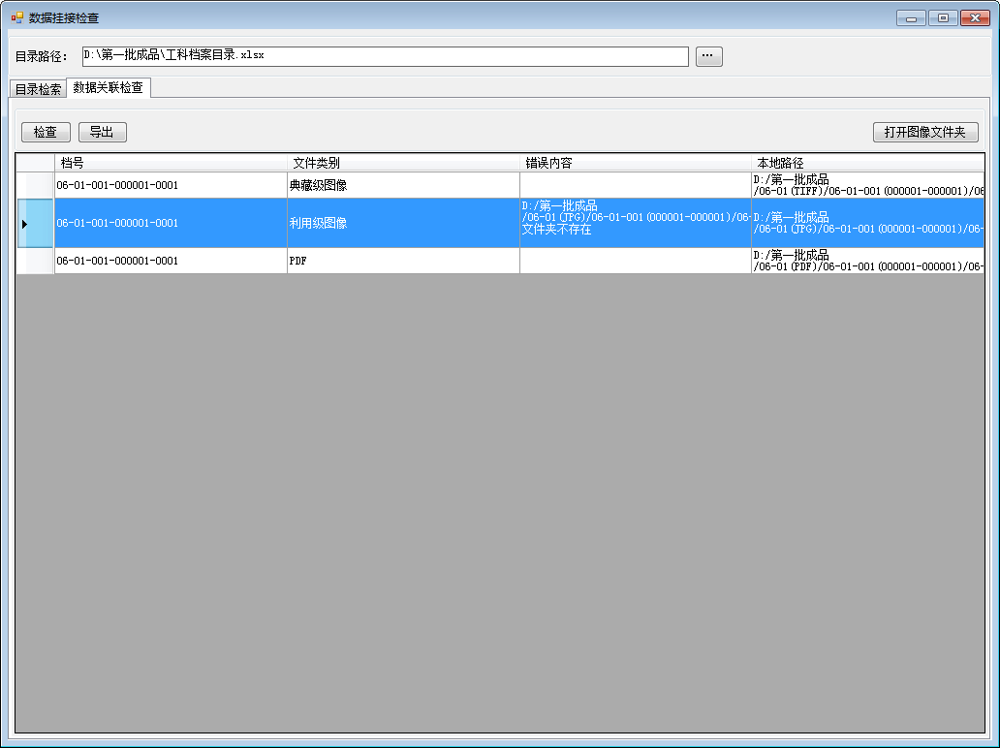 数据挂接检查
目录路径： D:\第一批成品\工科档案目录.xlsx ...
目录检索 数据关联检查
检查 导出 打开图像文件夹
档号 文件类别 错误内容 本地路径
06-01-001-000001-0001 典藏级图像 D:/第一批成品
/06-01(TIFF)/06-01-001(000001-000001)/06
06-01-001-000001-0001 利用级图像 D:/第一批成品
/06-01(JPG)/06-01-001(000001-000001)/06-
文件夹不存在
D:/第一批成品
/06-01(JPG)/06-01-001(000001-000001)/06-
06-01-001-000001-0001 PDF D:/第一批成品
/06-01(PDF)/06-01-001(000001-000001)/06-